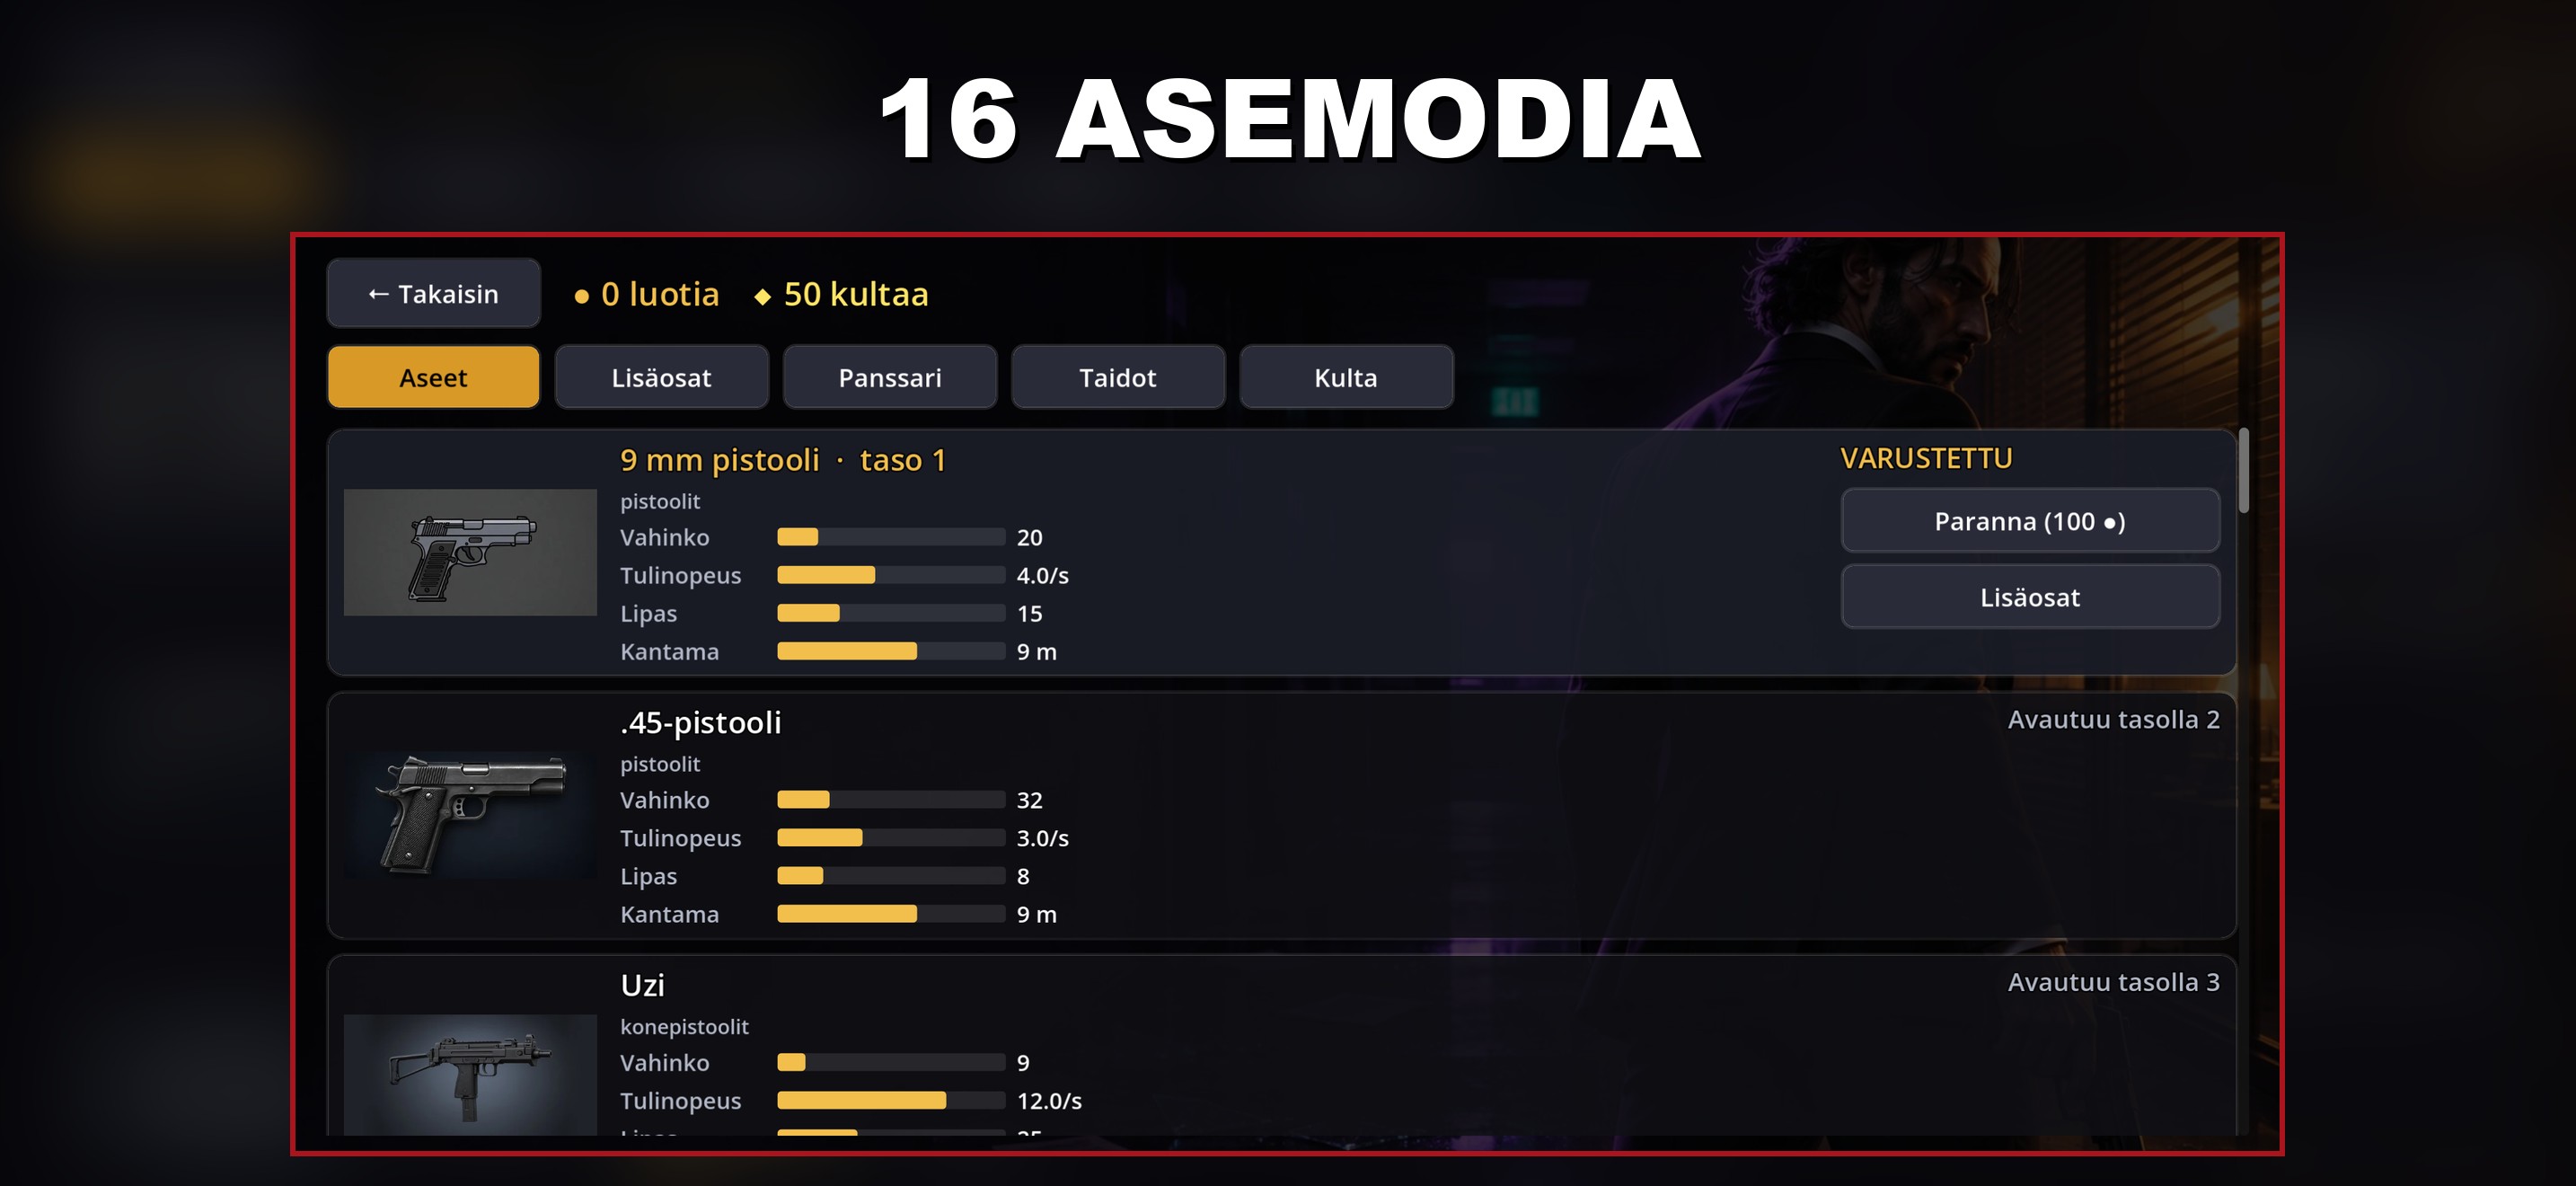 16 ASEMODIA
← Takaisin ● 0 luotia ◆ 50 kultaa
Aseet Lisäosat Panssari Taidot Kulta
9 mm pistooli · taso 1
VARUSTETTU
pistoolit
Paranna (100 ●)
Vahinko 20
Tulinopeus 4.0/s
Lisäosat
Lipas 15
Kantama 9 m
.45-pistooli
Avautuu tasolla 2
pistoolit
Vahinko 32
Tulinopeus 3.0/s
Lipas 8
Kantama 9 m
Uzi
Avautuu tasolla 3
konepistoolit
Vahinko 9
Tulinopeus 12.0/s